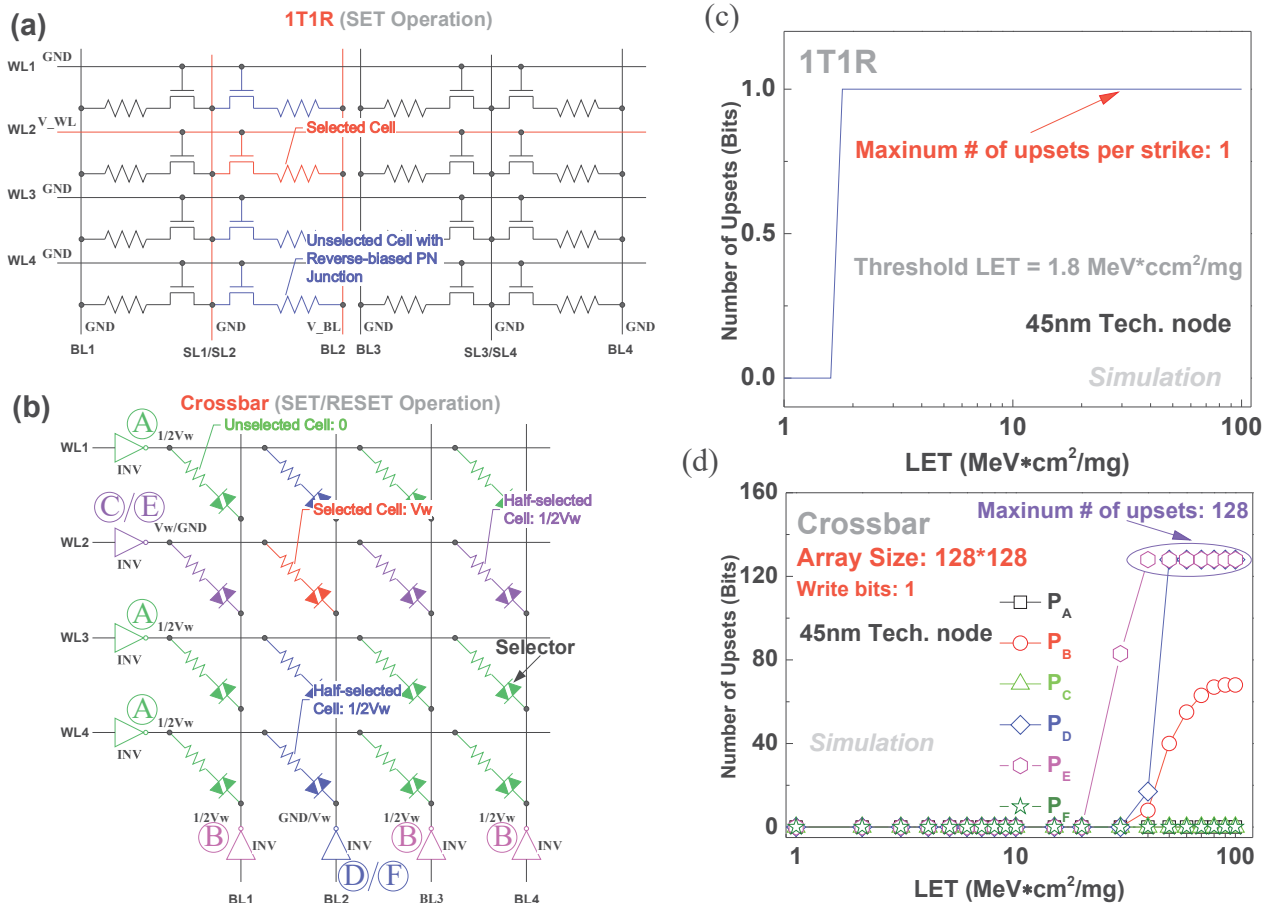 (a)
1T1R (SET Operation)
GND
WL1
V_WL
WL2
Selected Cell
GND
WL3
Unselected Cell with
Reverse-biased PN
Junction
GND
WL4
GND
GND
V_BL
GND
GND
GND
BL1
SL1/SL2
BL2
BL3
SL3/SL4
BL4
(b)
Crossbar (SET/RESET Operation)
A
Unselected Cell: 0
WL1
1/2Vw
INV
C/E
Selected Cell: Vw
Half-selected
Cell: 1/2Vw
Vw/GND
WL2
INV
A
1/2Vw
WL3
INV
Selector
Half-selected
Cell: 1/2Vw
A
1/2Vw
WL4
INV
1/2Vw
GND/Vw
1/2Vw
1/2Vw
B
INV
INV
B
INV
B
INV
D/F
BL1
BL2
BL3
BL4
(c)
1T1R
Maxinum # of upsets per strike: 1
Threshold LET = 1.8 MeV*ccm²/mg
45nm Tech. node
Simulation
Number of Upsets (Bits)
1.0
0.5
0.0
1
10
100
LET (MeV*cm²/mg)
(d)
Crossbar
Maxinum # of upsets: 128
Array Size: 128*128
Write bits: 1
45nm Tech. node
Simulation
P_A
P_B
P_C
P_D
P_E
P_F
Number of Upsets (Bits)
160
120
80
40
0
1
10
100
LET (MeV*cm²/mg)